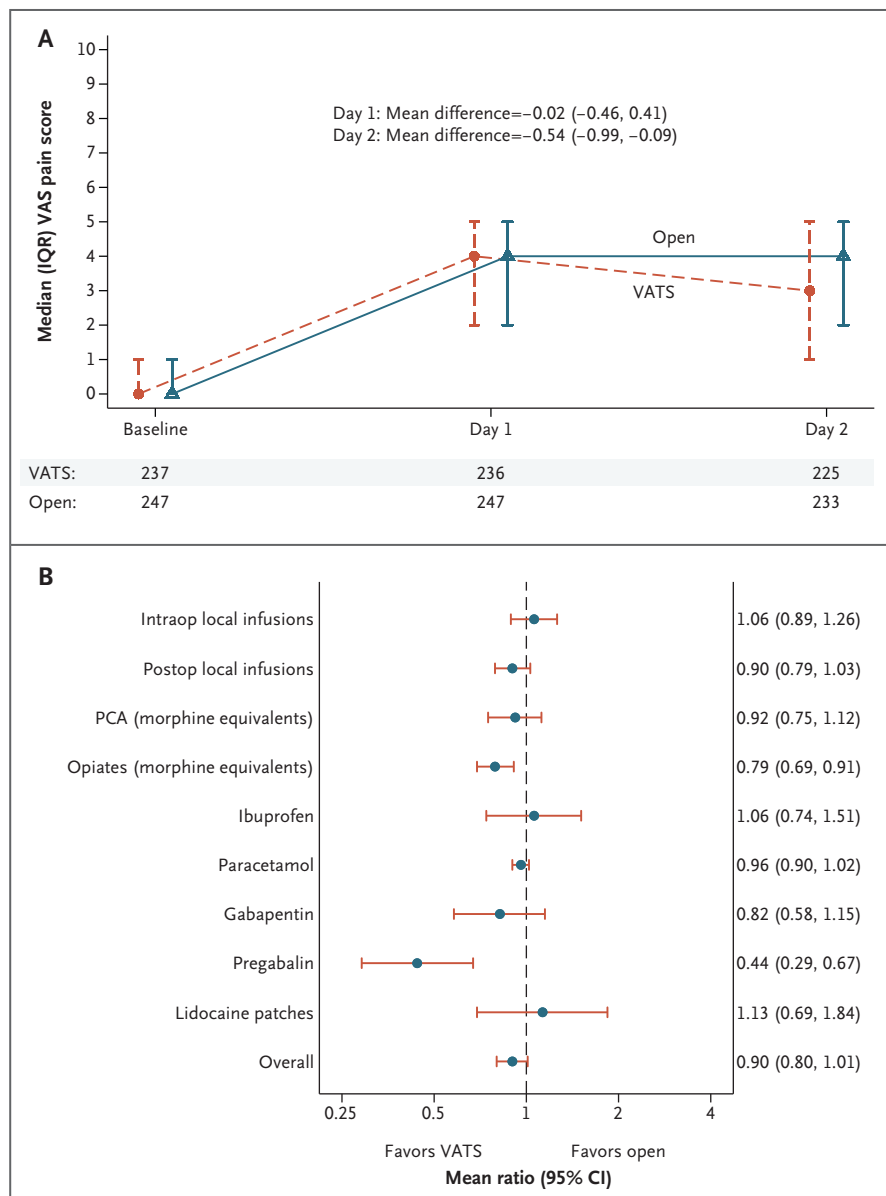 A
10
9
8
7
6
5
4
3
2
1
0
Median (IQR) VAS pain score
Day 1: Mean difference=−0.02 (−0.46, 0.41)
Day 2: Mean difference=−0.54 (−0.99, −0.09)
Open
VATS
Baseline Day 1 Day 2
VATS: 237 236 225
Open: 247 247 233
B
Intraop local infusions 1.06 (0.89, 1.26)
Postop local infusions 0.90 (0.79, 1.03)
PCA (morphine equivalents) 0.92 (0.75, 1.12)
Opiates (morphine equivalents) 0.79 (0.69, 0.91)
Ibuprofen 1.06 (0.74, 1.51)
Paracetamol 0.96 (0.90, 1.02)
Gabapentin 0.82 (0.58, 1.15)
Pregabalin 0.44 (0.29, 0.67)
Lidocaine patches 1.13 (0.69, 1.84)
Overall 0.90 (0.80, 1.01)
0.25 0.5 1 2 4
Favors VATS Favors open
Mean ratio (95% CI)